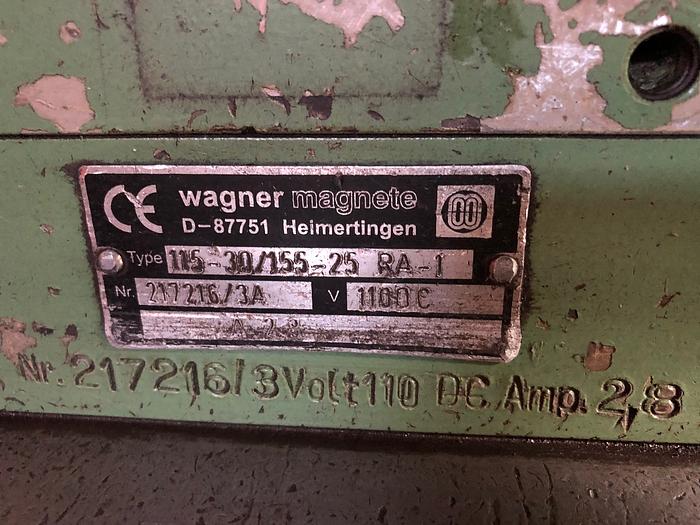 CE wagner magnete
D-87751 Heimertingen
Type 115-30/155-25 RA-1
Nr. 217216/3A V 110DC
A 2,8
Nr. 217216/3 Volt 110 DC Amp. 2,8